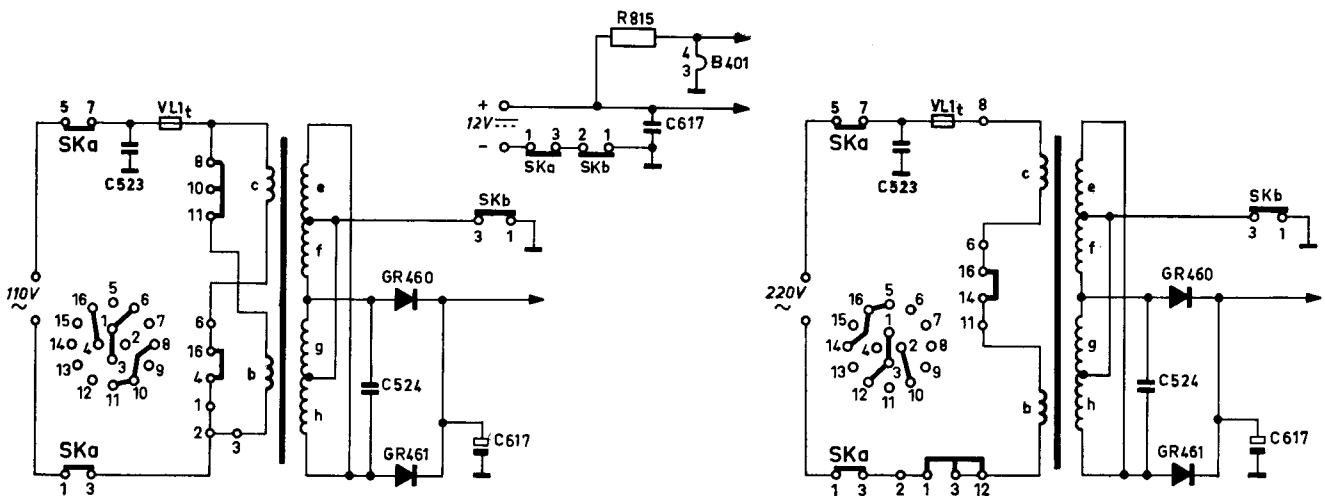 R815
4
3
B401
+
12V
-
C617
1 3 2 1
SKa SKb
5 7
SKa
VL1t
C523
8
10
11
c
e
f
g
h
SKb
3 1
GR460
110V
~
5
16 6
15 1 7
14 4 2 8
13 3 9
12 11 10
6
16
4
1
2
3
b
C524
C617
GR461
SKa
1 3
5 7
SKa
VL1t
8
C523
c
e
f
g
h
SKb
3 1
GR460
220V
~
5
16 6
15 1 7
14 4 2 8
13 3 9
12 11 10
6
16
14
11
b
C524
C617
GR461
SKa
1 3 2 1 3 12